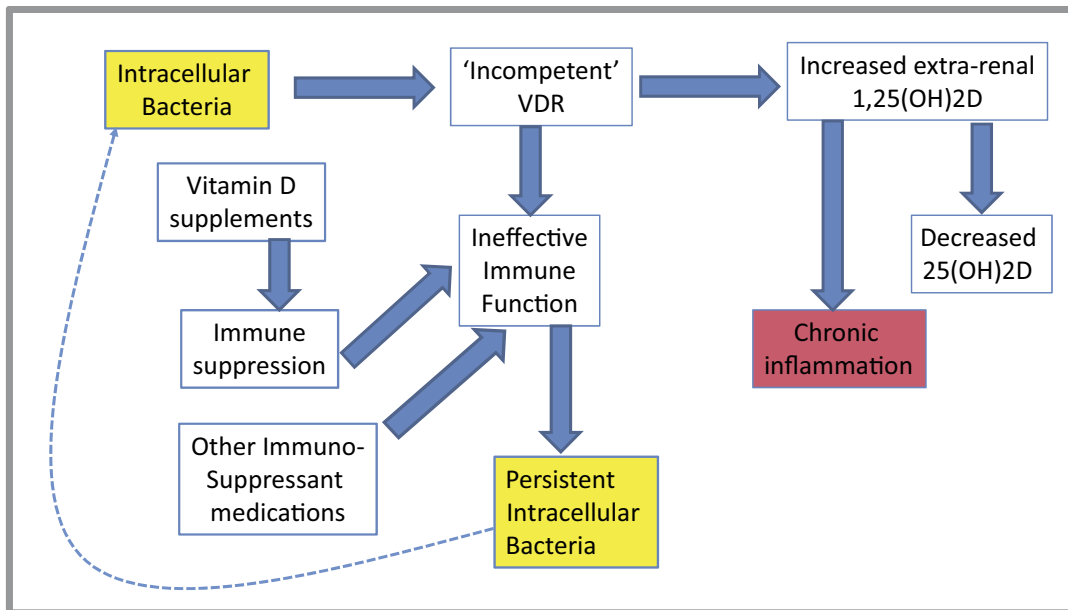 Intracellular
Bacteria
‘Incompetent’
VDR
Increased extra-renal
1,25(OH)2D
Vitamin D
supplements
Ineffective
Immune
Function
Decreased
25(OH)2D
Immune
suppression
Chronic
inflammation
Other Immuno-
Suppressant
medications
Persistent
Intracellular
Bacteria